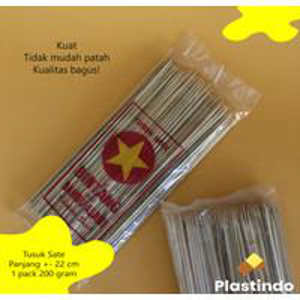 Kuat
Tidak mudah patah
Kualitas bagus!
Tusuk Sate
Panjang +- 22 cm
1 pack 200 gram
Plastindo